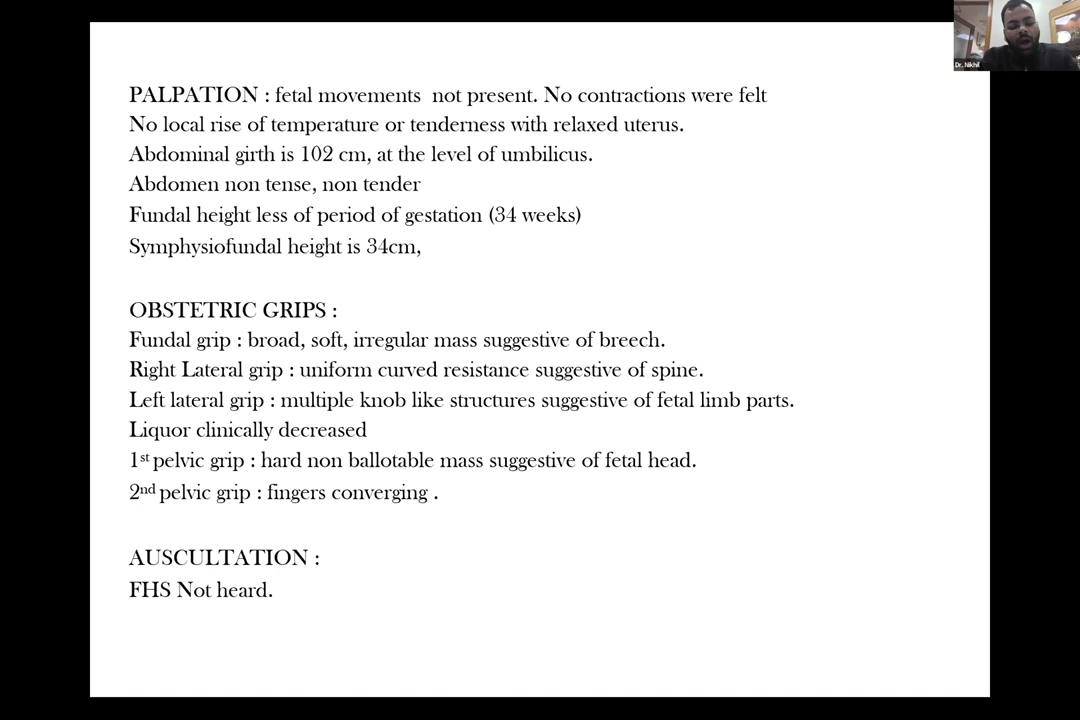 Dr. Nikhil
PALPATION : fetal movements not present. No contractions were felt
No local rise of temperature or tenderness with relaxed uterus.
Abdominal girth is 102 cm, at the level of umbilicus.
Abdomen non tense, non tender
Fundal height less of period of gestation (34 weeks)
Symphysiofundal height is 34cm,
OBSTETRIC GRIPS :
Fundal grip : broad, soft, irregular mass suggestive of breech.
Right Lateral grip : uniform curved resistance suggestive of spine.
Left lateral grip : multiple knob like structures suggestive of fetal limb parts.
Liquor clinically decreased
1st pelvic grip : hard non ballotable mass suggestive of fetal head.
2nd pelvic grip : fingers converging .
AUSCULTATION :
FHS Not heard.